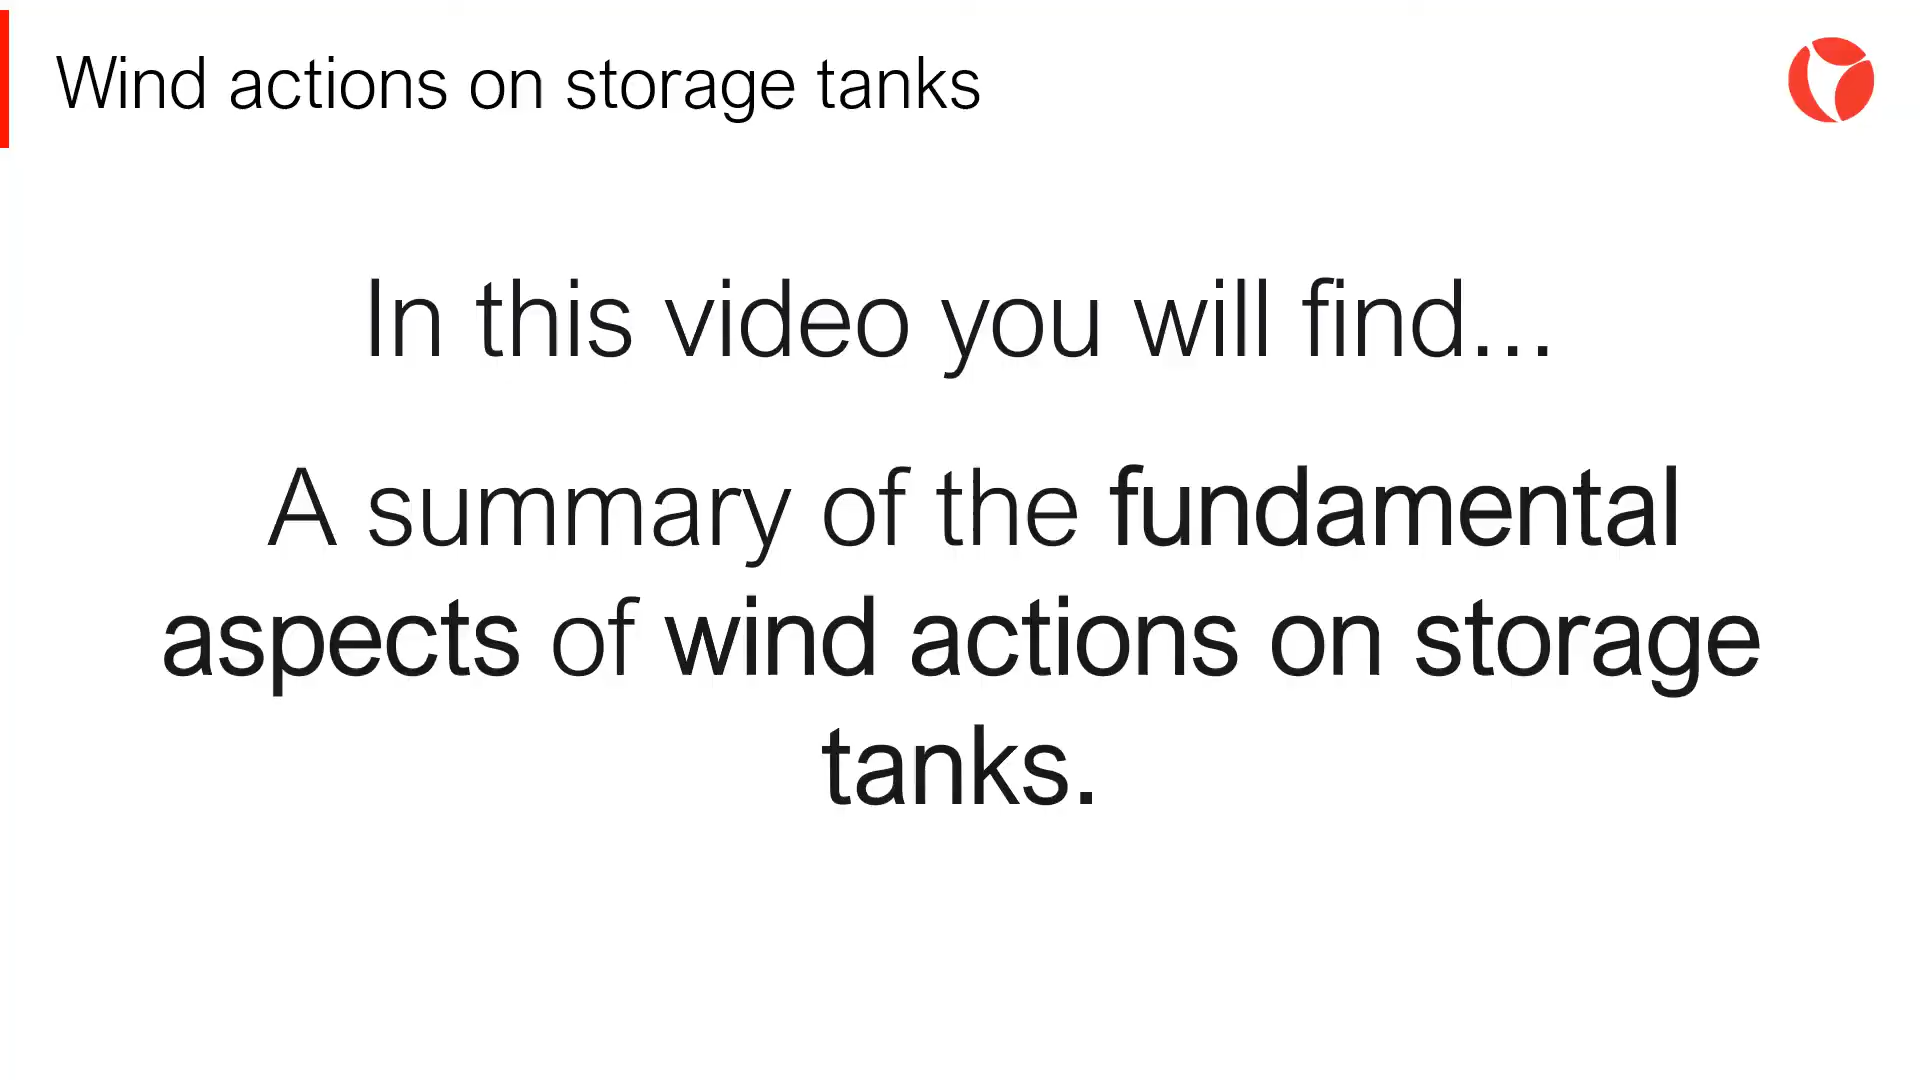 Wind actions on storage tanks
In this video you will find...
A summary of the fundamental
aspects of wind actions on storage
tanks.